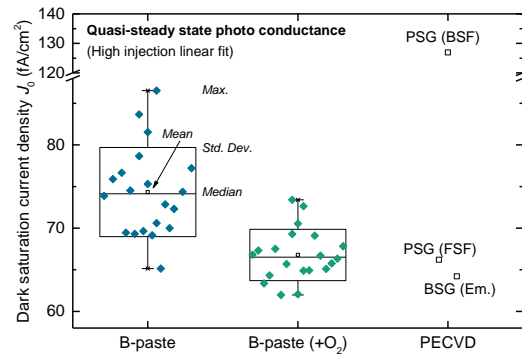 Dark saturation current density J0 (fA/cm²)
140
130
120
80
70
60
Quasi-steady state photo conductance
(High injection linear fit)
PSG (BSF)
Max.
Mean
Std. Dev.
Median
PSG (FSF)
BSG (Em.)
B-paste
B-paste (+O₂)
PECVD